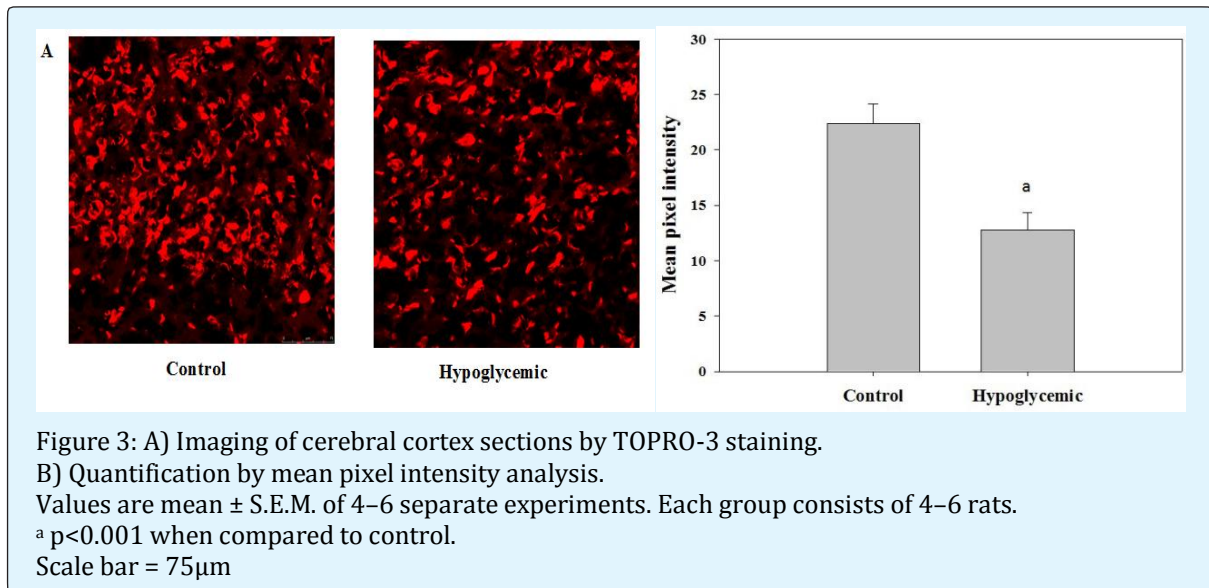 A
Control
Hypoglycemic
Mean pixel intensity
30
25
20
15
10
5
0
a
Control
Hypoglycemic
Figure 3: A) Imaging of cerebral cortex sections by TOPRO-3 staining.
B) Quantification by mean pixel intensity analysis.
Values are mean ± S.E.M. of 4–6 separate experiments. Each group consists of 4–6 rats.
ᵃ p<0.001 when compared to control.
Scale bar = 75μm